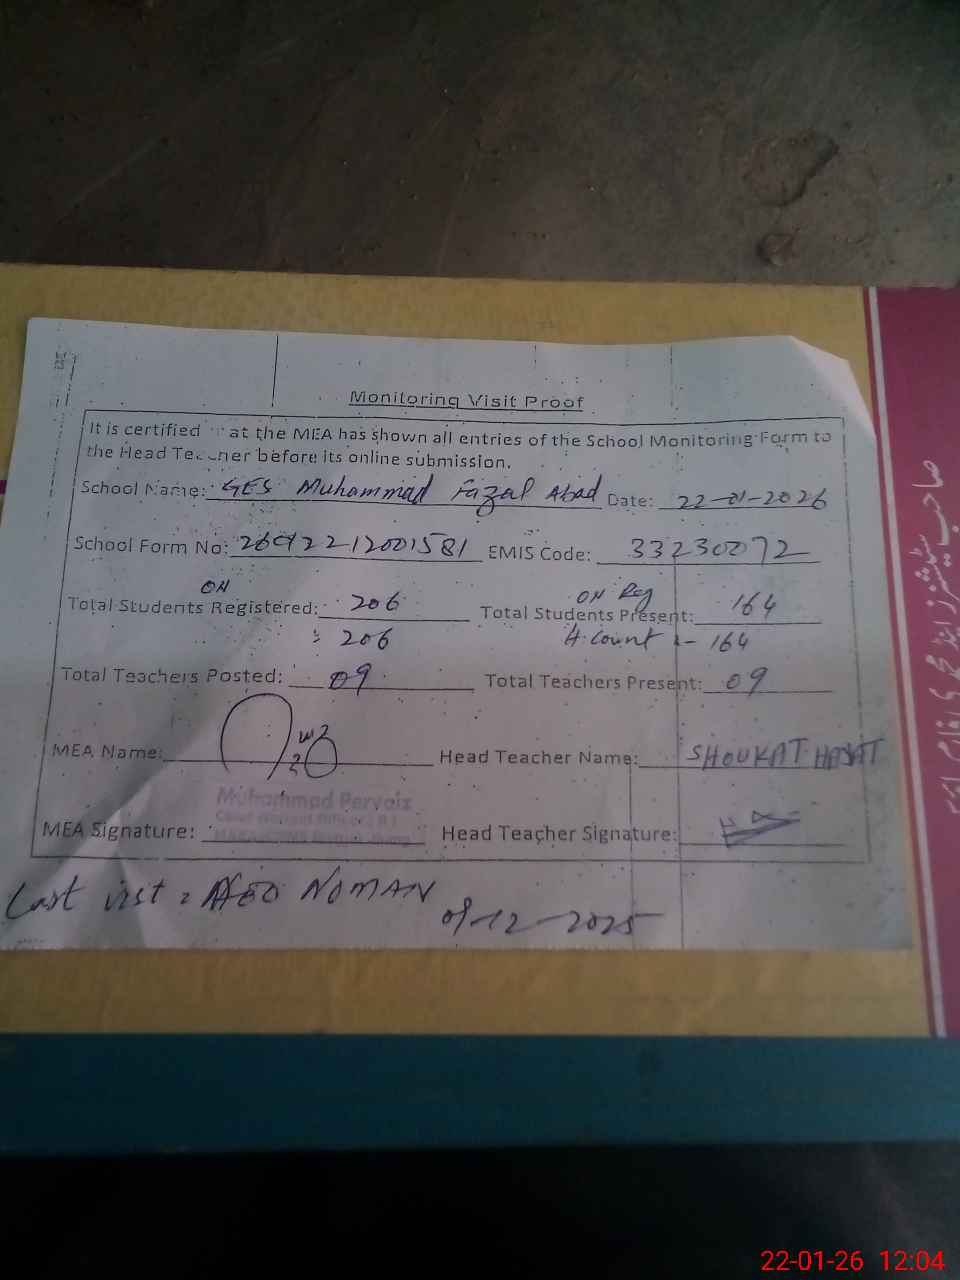 Monitoring Visit Proof
It is certified that the MEA has shown all entries of the School Monitoring Form to
the Head Teacher before its online submission.
School Name: GES Muhammad Fazal Abad Date: 22-01-2026
School Form No: EMIS Code: 33230072
ON ON Reg
Total Students Registered: 206 Total Students Present: 164
: 206 H.Count :- 164
Total Teachers Posted: 09 Total Teachers Present: 09
MEA Name: Head Teacher Name: SHOUKAT HAYAT
Muhammad Pervaiz
MEA Signature: Head Teacher Signature:
Last visit : AEO NOMAN
-12-2025
22-01-26 12:04